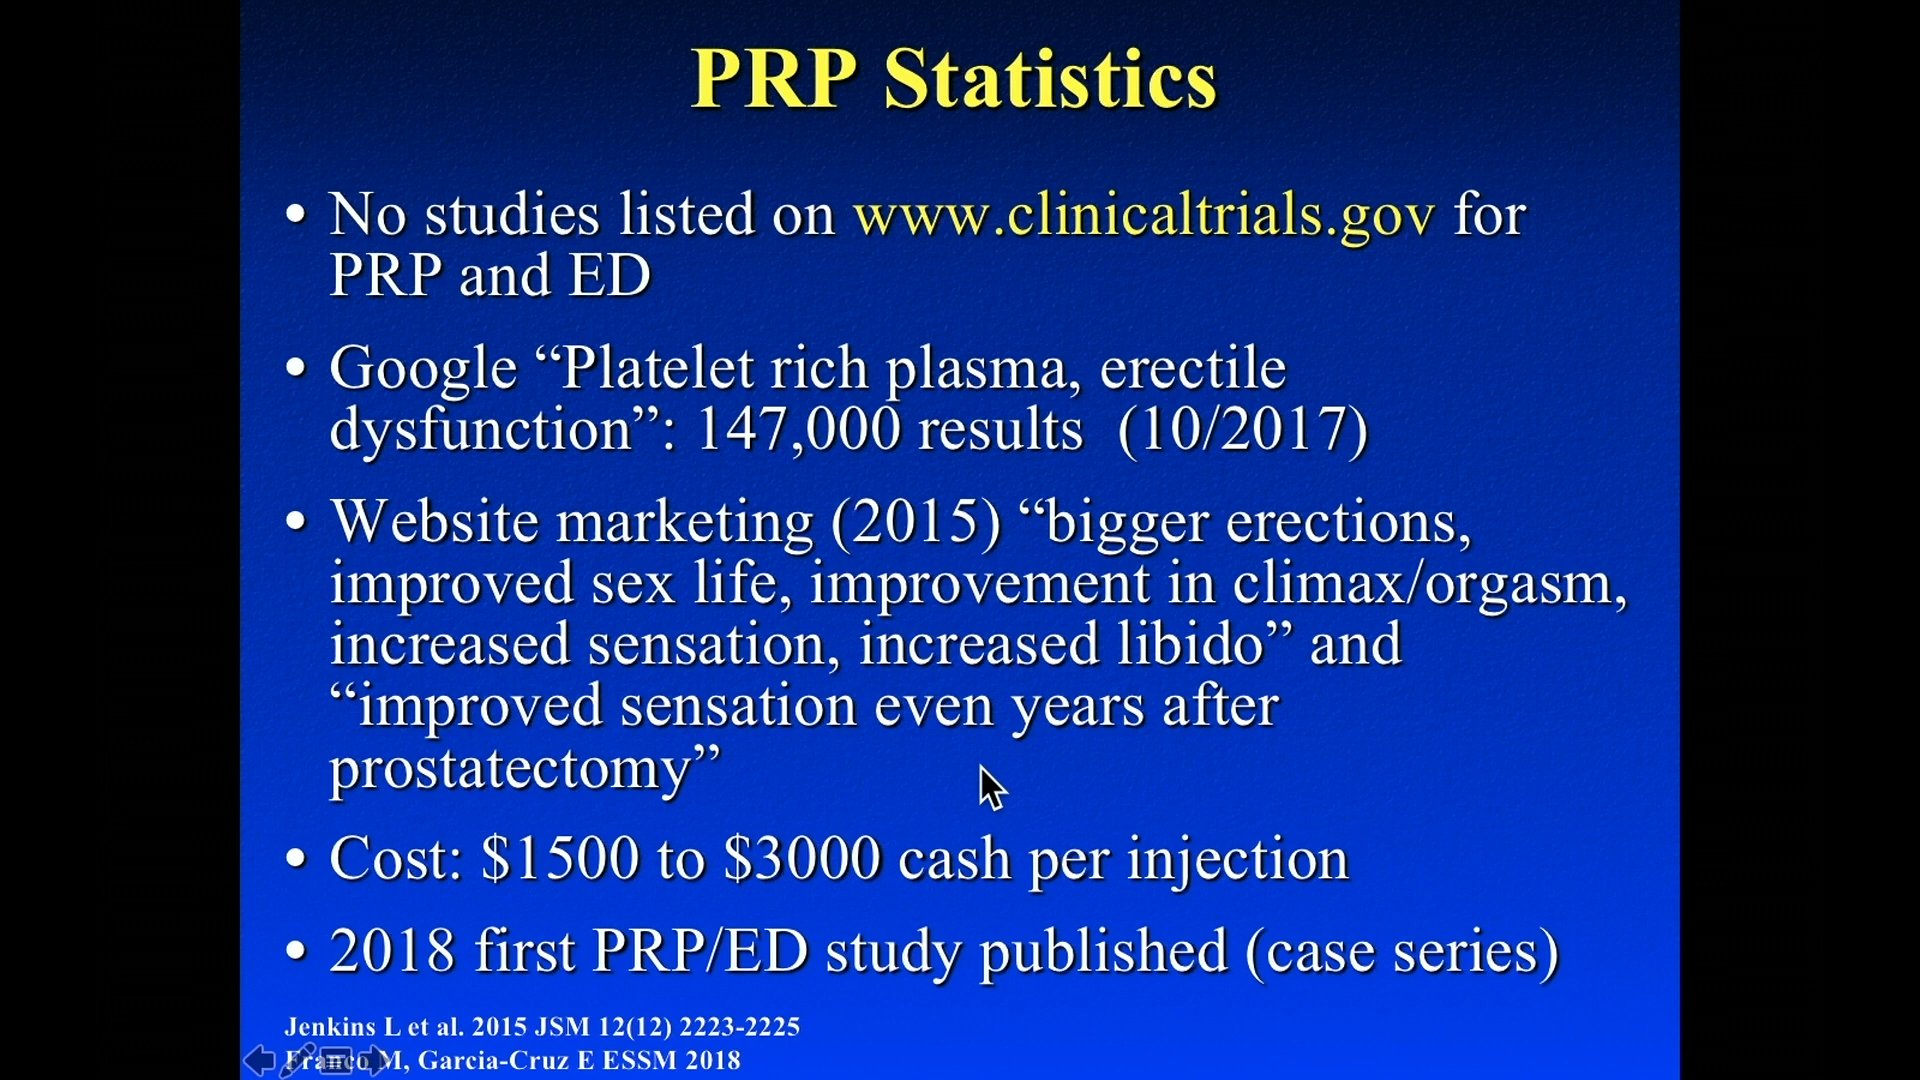 PRP Statistics
• No studies listed on www.clinicaltrials.gov for
PRP and ED
• Google “Platelet rich plasma, erectile
dysfunction”: 147,000 results (10/2017)
• Website marketing (2015) “bigger erections,
improved sex life, improvement in climax/orgasm,
increased sensation, increased libido” and
“improved sensation even years after
prostatectomy”
• Cost: $1500 to $3000 cash per injection
• 2018 first PRP/ED study published (case series)
Jenkins L et al. 2015 JSM 12(12) 2223-2225
Franco M, Garcia-Cruz E ESSM 2018